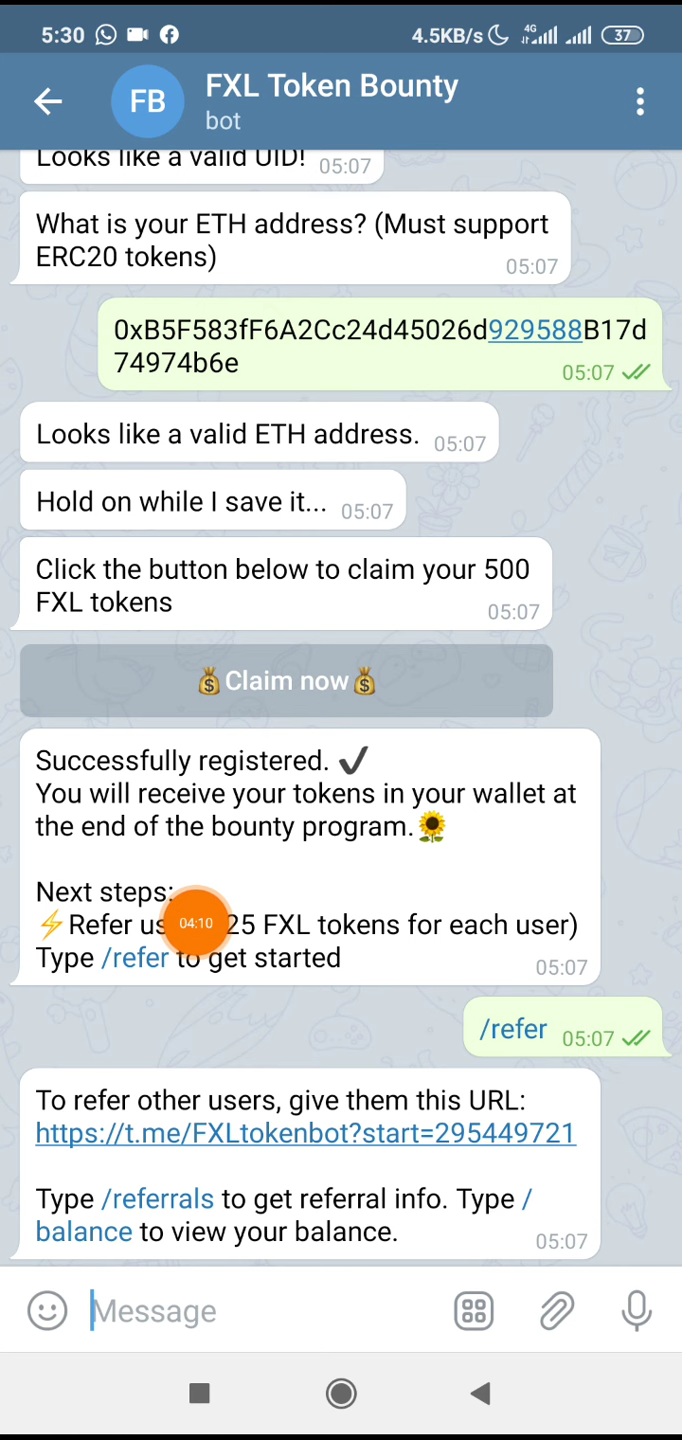 5:30 4.5KB/s 4G 37
FB FXL Token Bounty
bot
Looks like a valid UID! 05:07
What is your ETH address? (Must support
ERC20 tokens) 05:07
0xB5F583fF6A2Cc24d45026d929588B17d
74974b6e 05:07
Looks like a valid ETH address. 05:07
Hold on while I save it... 05:07
Click the button below to claim your 500
FXL tokens 05:07
💰Claim now💰
Successfully registered. ✔
You will receive your tokens in your wallet at
the end of the bounty program.🌻
Next steps:
⚡Refer us 04:10 25 FXL tokens for each user)
Type /refer to get started 05:07
/refer 05:07
To refer other users, give them this URL:
https://t.me/FXLtokenbot?start=295449721
Type /referrals to get referral info. Type /
balance to view your balance. 05:07
Message